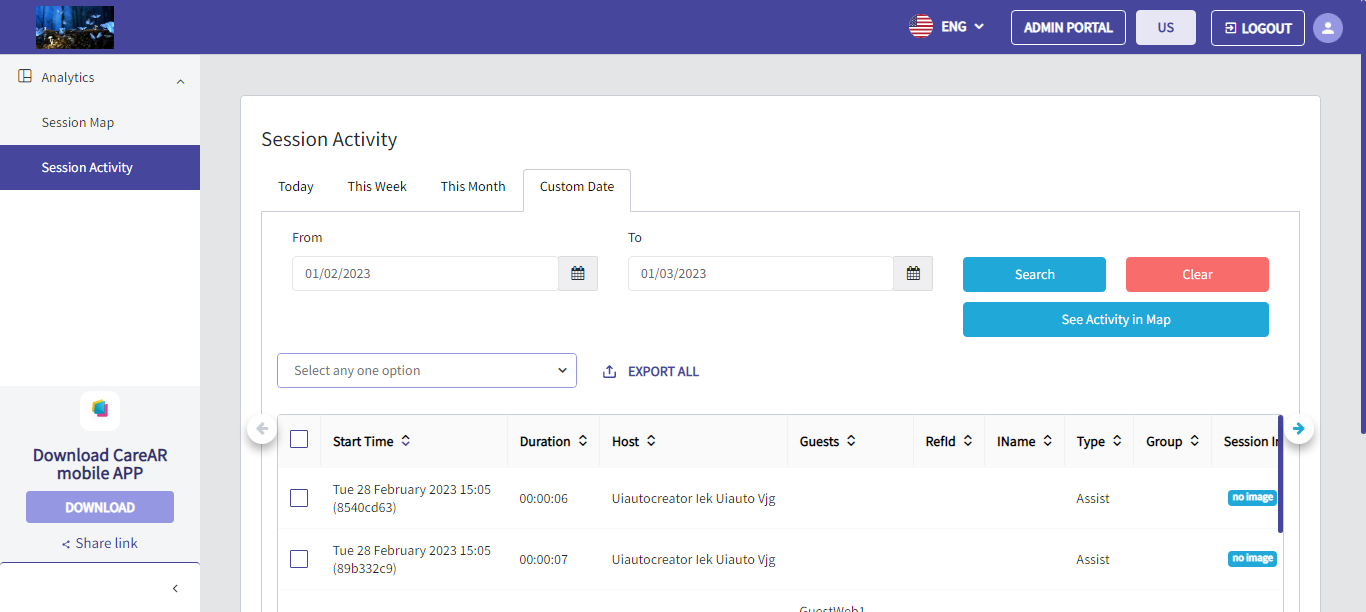 ENG
ADMIN PORTAL
US
LOGOUT
Analytics
Session Map
Session Activity
Download CareAR
mobile APP
DOWNLOAD
Share link
Session Activity
Today This Week This Month Custom Date
From To
01/02/2023 01/03/2023 Search Clear
See Activity in Map
Select any one option EXPORT ALL
Start Time Duration Host Guests RefId IName Type Group Session
Tue 28 February 2023 15:05
(8540cd63) 00:00:06 Uiautocreator Iek Uiauto Vjg Assist no image
Tue 28 February 2023 15:05
(89b332c9) 00:00:07 Uiautocreator Iek Uiauto Vjg Assist no image
GuestWeb1